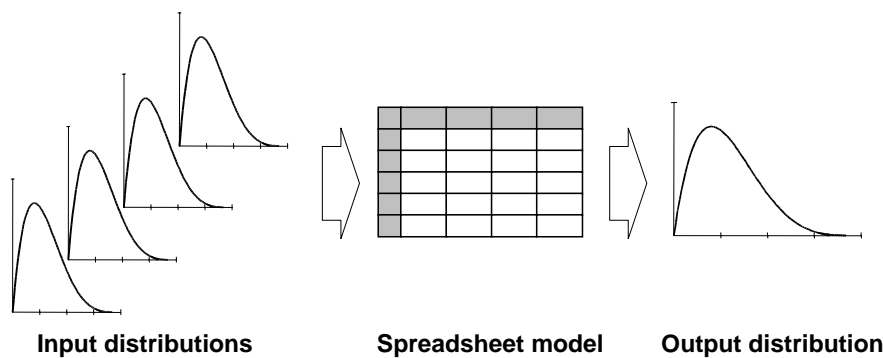 Input distributions
Spreadsheet model
Output distribution